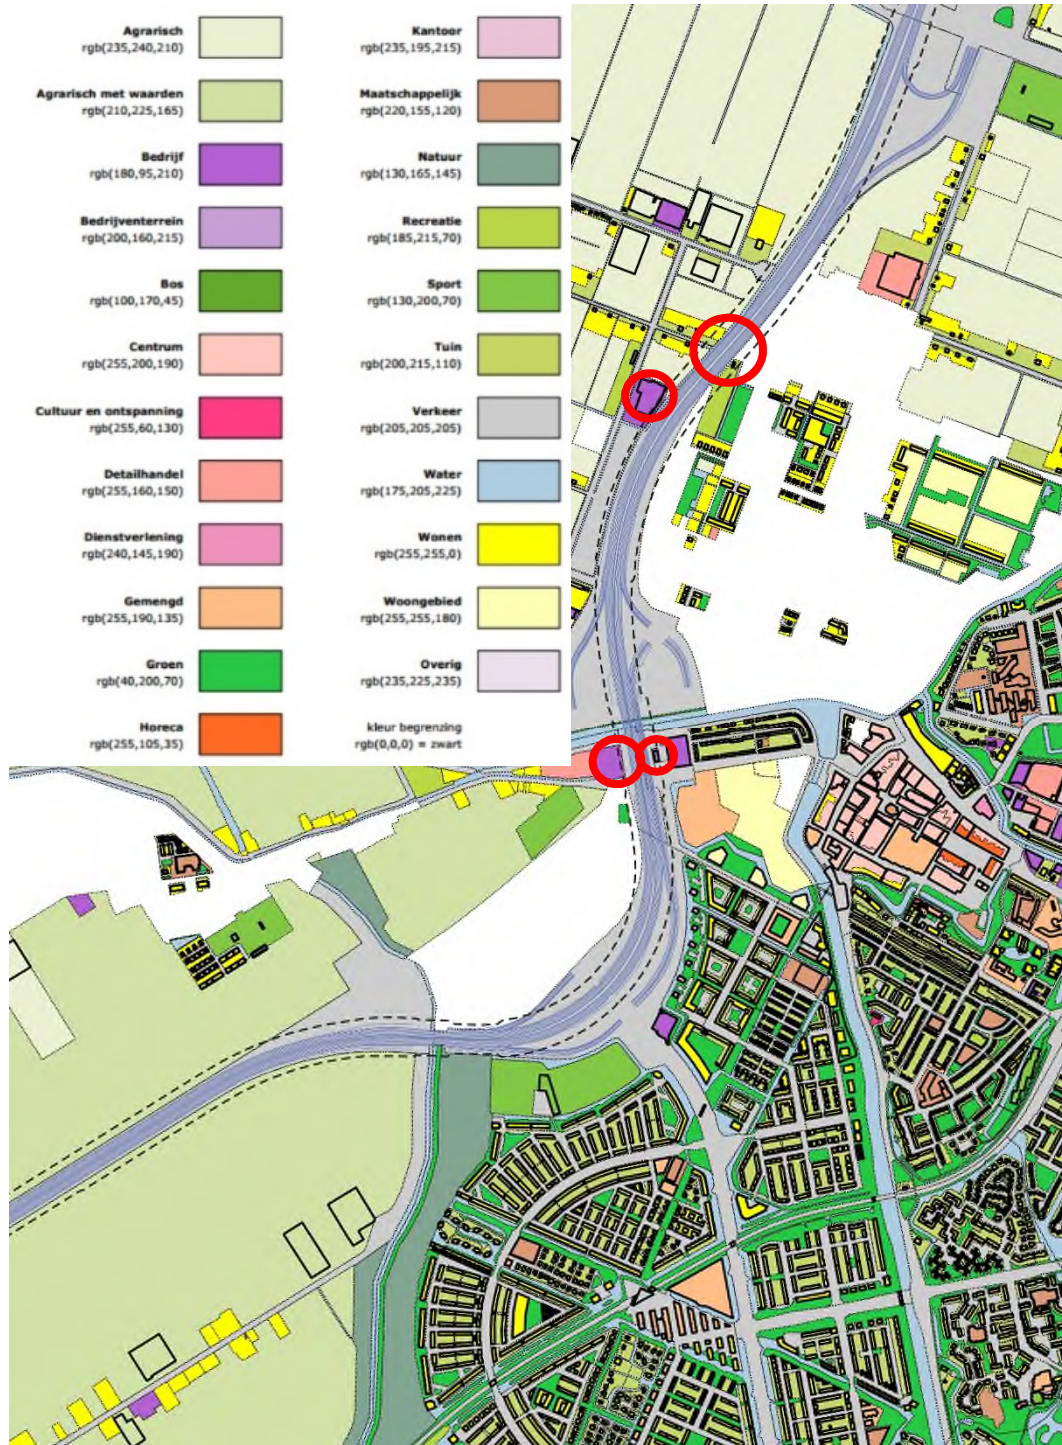 Agrarisch
rgb(235,240,210)
Agrarisch met waarden
rgb(210,225,165)
Bedrijf
rgb(180,95,210)
Bedrijventerrein
rgb(200,160,215)
Bos
rgb(100,170,45)
Centrum
rgb(255,200,190)
Cultuur en ontspanning
rgb(255,60,130)
Detailhandel
rgb(255,160,150)
Dienstverlening
rgb(240,145,190)
Gemengd
rgb(255,190,135)
Groen
rgb(40,200,70)
Horeca
rgb(255,105,35)
Kantoor
rgb(235,195,215)
Maatschappelijk
rgb(220,155,120)
Natuur
rgb(130,165,145)
Recreatie
rgb(185,215,70)
Sport
rgb(130,200,70)
Tuin
rgb(200,215,110)
Verkeer
rgb(205,205,205)
Water
rgb(175,205,225)
Wonen
rgb(255,255,0)
Woongebied
rgb(255,255,180)
Overig
rgb(235,225,235)
kleur begrenzing
rgb(0,0,0) = zwart